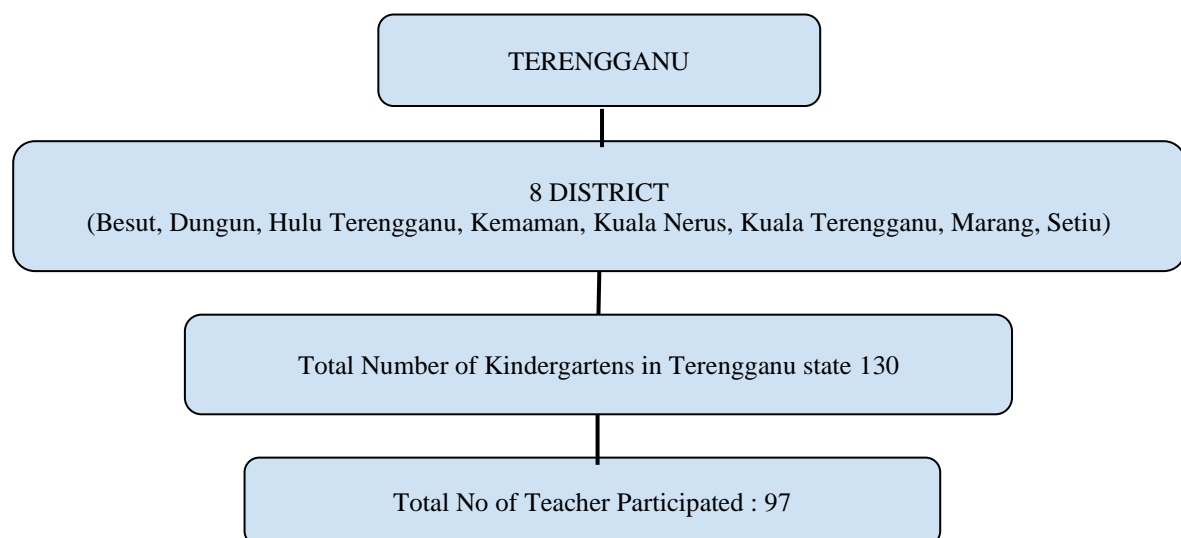 TERENGGANU
8 DISTRICT
(Besut, Dungun, Hulu Terengganu, Kemaman, Kuala Nerus, Kuala Terengganu, Marang, Setiu)
Total Number of Kindergartens in Terengganu state 130
Total No of Teacher Participated : 97